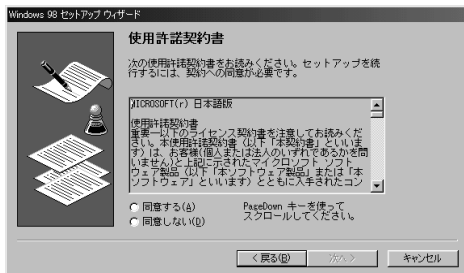 Windows 98 セットアップ ウィザード
使用許諾契約書
次の使用許諾契約書をお読みください。セットアップを続
行するには、契約への同意が必要です。
MICROSOFT(r) 日本語版
使用許諾契約書
重要―以下のライセンス契約書を注意してお読みくだ
さい。本使用許諾契約書（以下「本契約書」といいま
す）は、お客様(個人または法人のいずれであるかを問
いません)と上記に示されたマイクロソフト ソフト
ウェア製品（以下「本ソフトウェア製品」または「本
ソフトウェア」といいます）とともに入手されたコン
同意する(A)
同意しない(D)
PageDown キーを使って
スクロールしてください。
< 戻る(B)
次へ >
キャンセル